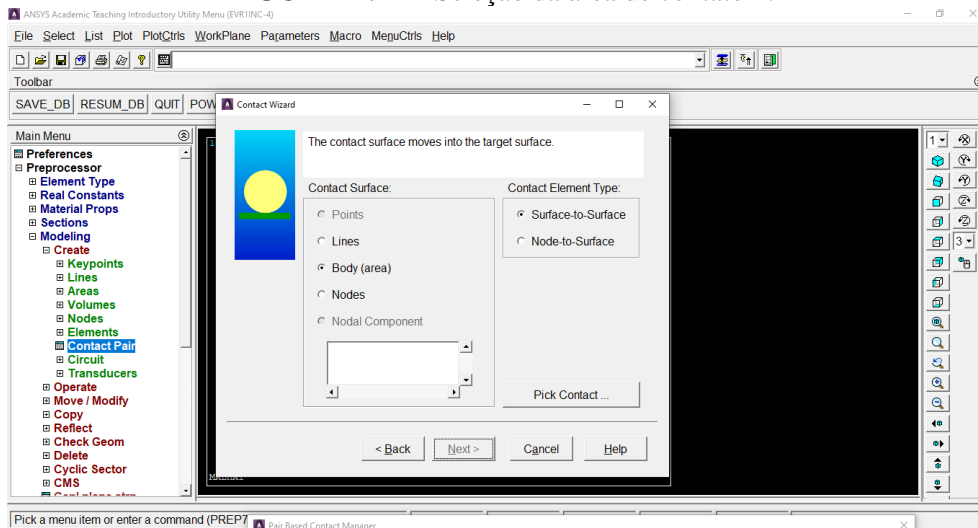 ANSYS Academic Teaching Introductory Utility Menu (EVR1INC-4)
File Select List Plot PlotCtrls WorkPlane Parameters Macro MenuCtrls Help
Toolbar
SAVE_DB RESUM_DB QUIT POW
Contact Wizard
The contact surface moves into the target surface.
Contact Surface:
Points
Lines
Body (area)
Nodes
Nodal Component
Contact Element Type:
Surface-to-Surface
Node-to-Surface
Pick Contact ...
< Back Next > Cancel Help
Main Menu
Preferences
Preprocessor
Element Type
Real Constants
Material Props
Sections
Modeling
Create
Keypoints
Lines
Areas
Volumes
Nodes
Elements
Contact Pair
Circuit
Transducers
Operate
Move / Modify
Copy
Reflect
Check Geom
Delete
Cyclic Sector
CMS
1
3
Pick a menu item or enter a command (PREP7
Pair Based Contact Manager